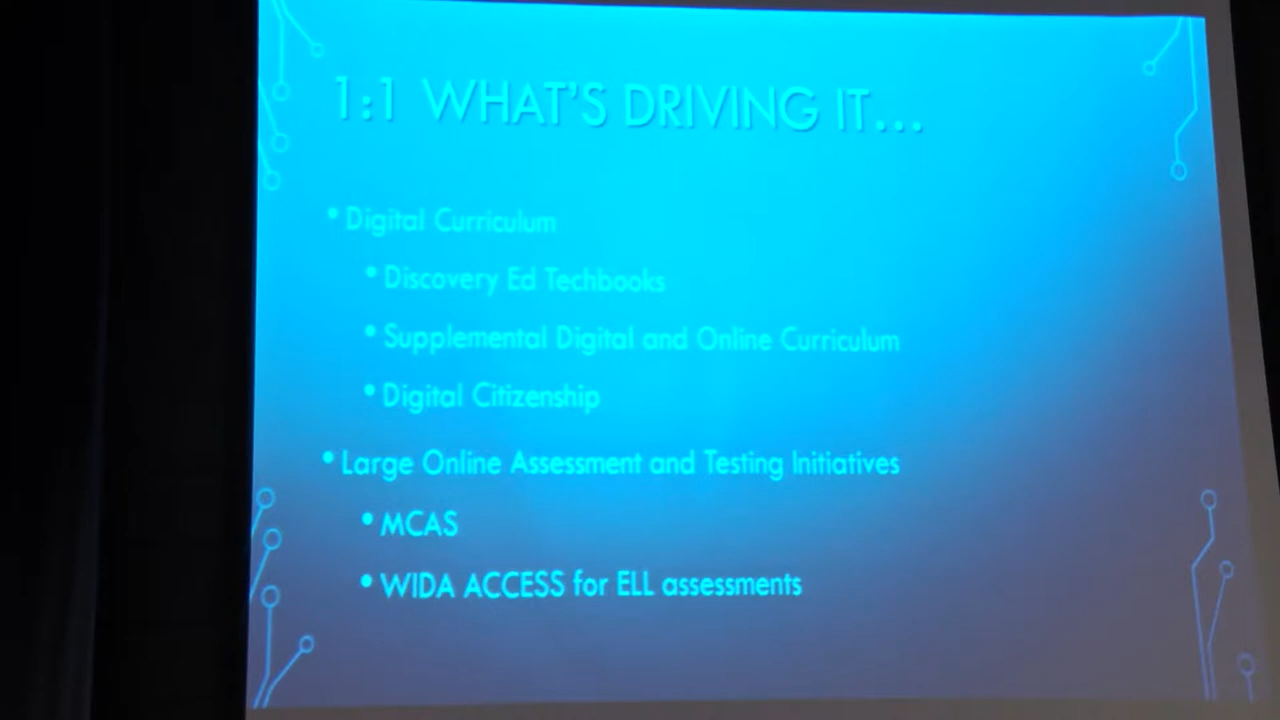 1:1 WHAT'S DRIVING IT...
• Digital Curriculum
• Discovery Ed Techbooks
• Supplemental Digital and Online Curriculum
• Digital Citizenship
• Large Online Assessment and Testing Initiatives
• MCAS
• WIDA ACCESS for ELL assessments